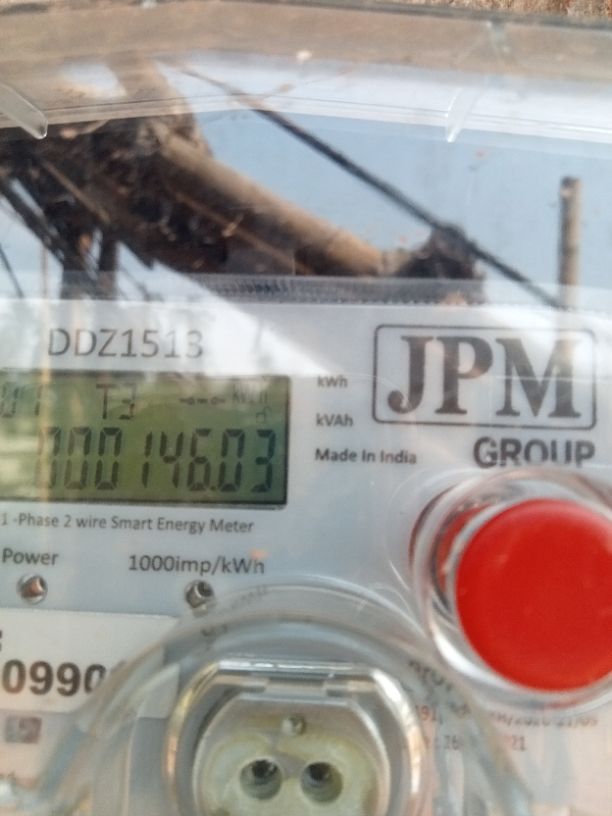 DDZ1513
JPM
GROUP
T3
00014603
kWh
kVAh
Made In India
1 -Phase 2 wire Smart Energy Meter
Power
1000imp/kWh